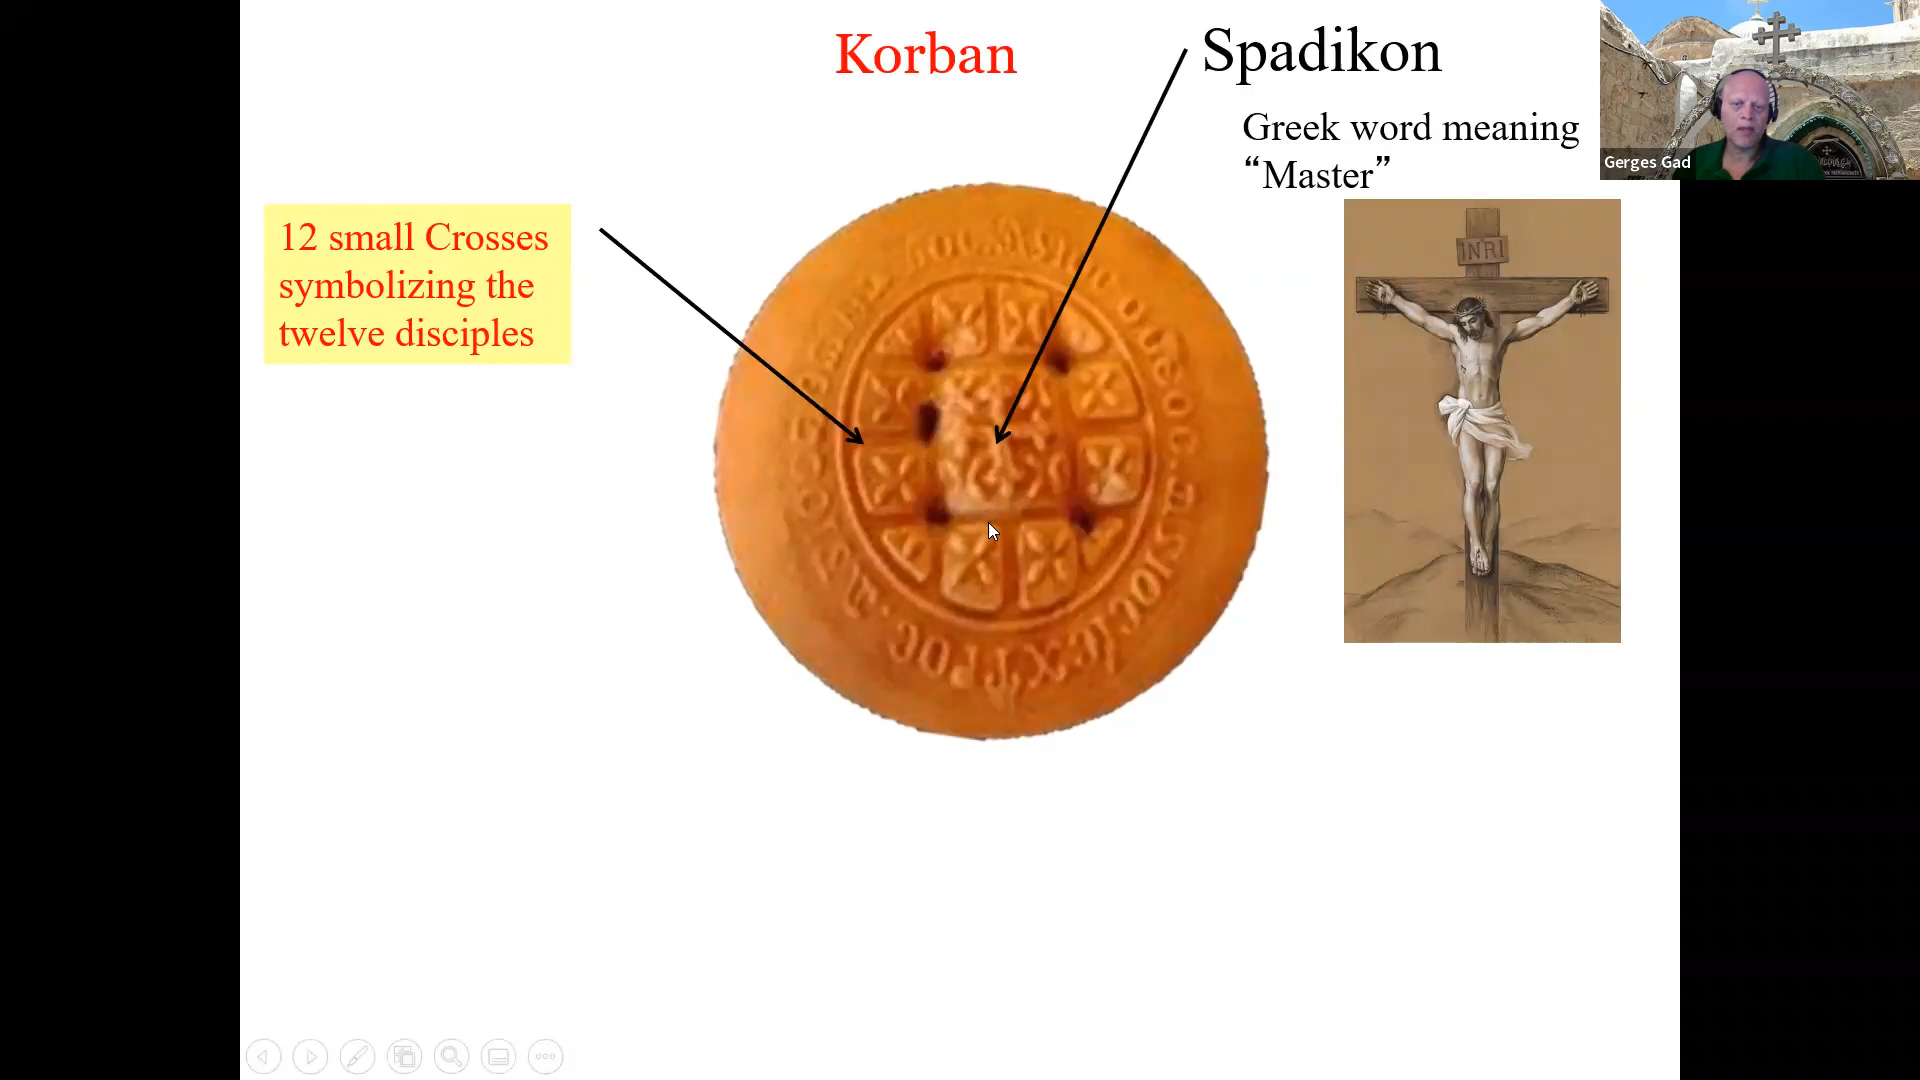 Korban
Spadikon
Greek word meaning
“Master”
Gerges Gad
12 small Crosses
symbolizing the
twelve disciples
INRI